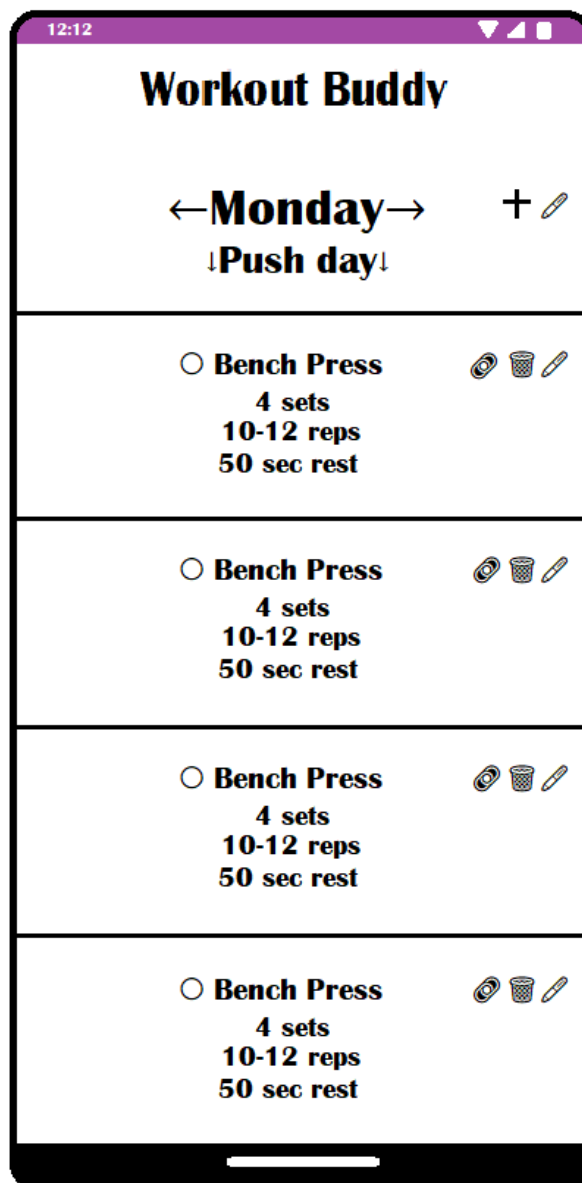 12:12
Workout Buddy
←Monday→
↓Push day↓
Bench Press
4 sets
10-12 reps
50 sec rest
Bench Press
4 sets
10-12 reps
50 sec rest
Bench Press
4 sets
10-12 reps
50 sec rest
Bench Press
4 sets
10-12 reps
50 sec rest